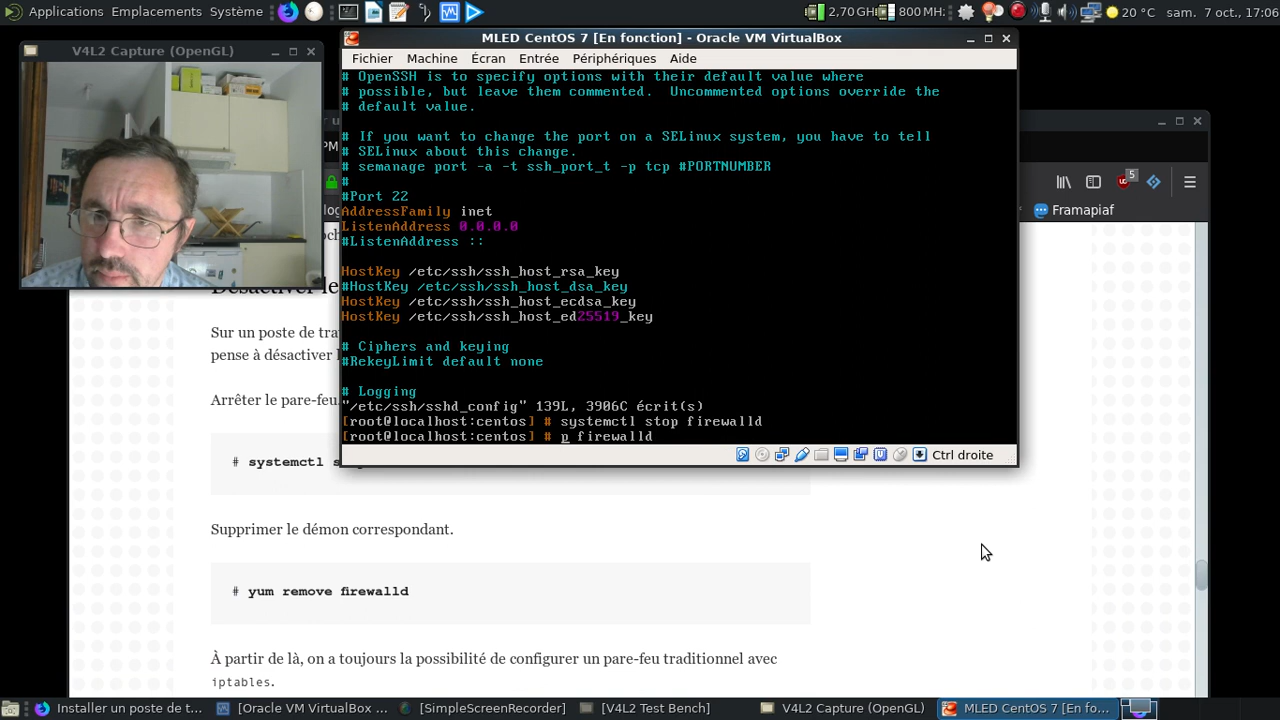 Applications Emplacements Système
2,70 GHz
800 MH:
20 °C sam. 7 oct., 17:06
V4L2 Capture (OpenGL)
MLED CentOS 7 [En fonction] - Oracle VM VirtualBox
Fichier Machine Écran Entrée Périphériques Aide
# OpenSSH is to specify options with their default value where
# possible, but leave them commented.  Uncommented options override the
# default value.
# If you want to change the port on a SELinux system, you have to tell
# SELinux about this change.
# semanage port -a -t ssh_port_t -p tcp #PORTNUMBER
#
#Port 22
AddressFamily inet
ListenAddress 0.0.0.0
#ListenAddress ::
HostKey /etc/ssh/ssh_host_rsa_key
#HostKey /etc/ssh/ssh_host_dsa_key
HostKey /etc/ssh/ssh_host_ecdsa_key
HostKey /etc/ssh/ssh_host_ed25519_key
# Ciphers and keying
#RekeyLimit default none
# Logging
"/etc/ssh/sshd_config" 139L, 3906C écrit(s)
[root@localhost:centos] # systemctl stop firewalld
[root@localhost:centos] # p firewalld
Ctrl droite
5
Framapiaf
Désactiver le
Sur un poste de tra
pense à désactiver l
Arrêter le pare-feu.
# systemctl s
Supprimer le démon correspondant.
# yum remove firewalld
À partir de là, on a toujours la possibilité de configurer un pare-feu traditionnel avec
iptables.
Installer un poste de t...
[Oracle VM VirtualBox ...
[SimpleScreenRecorder]
[V4L2 Test Bench]
V4L2 Capture (OpenGL)
MLED CentOS 7 [En fo...